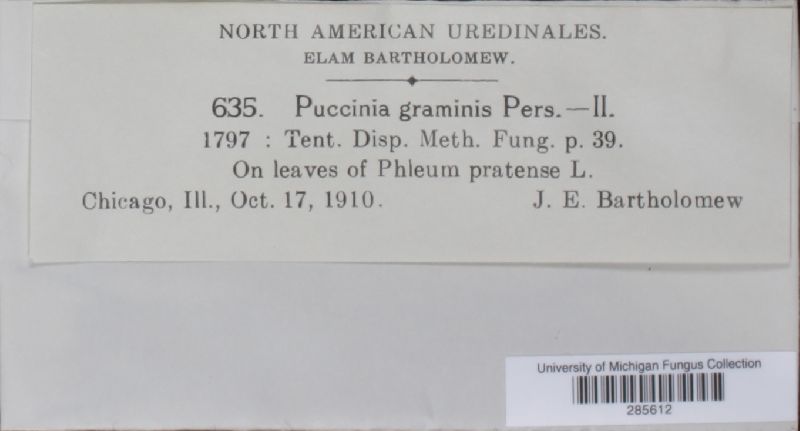 NORTH AMERICAN UREDINALES.
ELAM BARTHOLOMEW.
635. Puccinia graminis Pers.—II.
1797 : Tent. Disp. Meth. Fung. p. 39.
On leaves of Phleum pratense L.
Chicago, Ill., Oct. 17, 1910. J. E. Bartholomew
University of Michigan Fungus Collection
285612